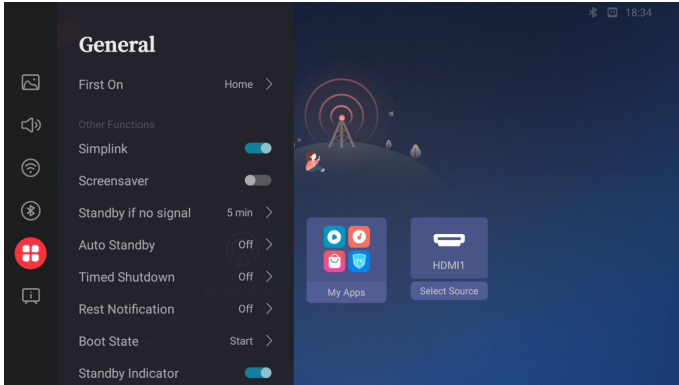 18:34
General
First On Home
Other Functions
Simplink
Screensaver
Standby if no signal 5 min
Auto Standby Off
Timed Shutdown Off
Rest Notification Off
Boot State Start
Standby Indicator
HDMI1
My Apps
Select Source